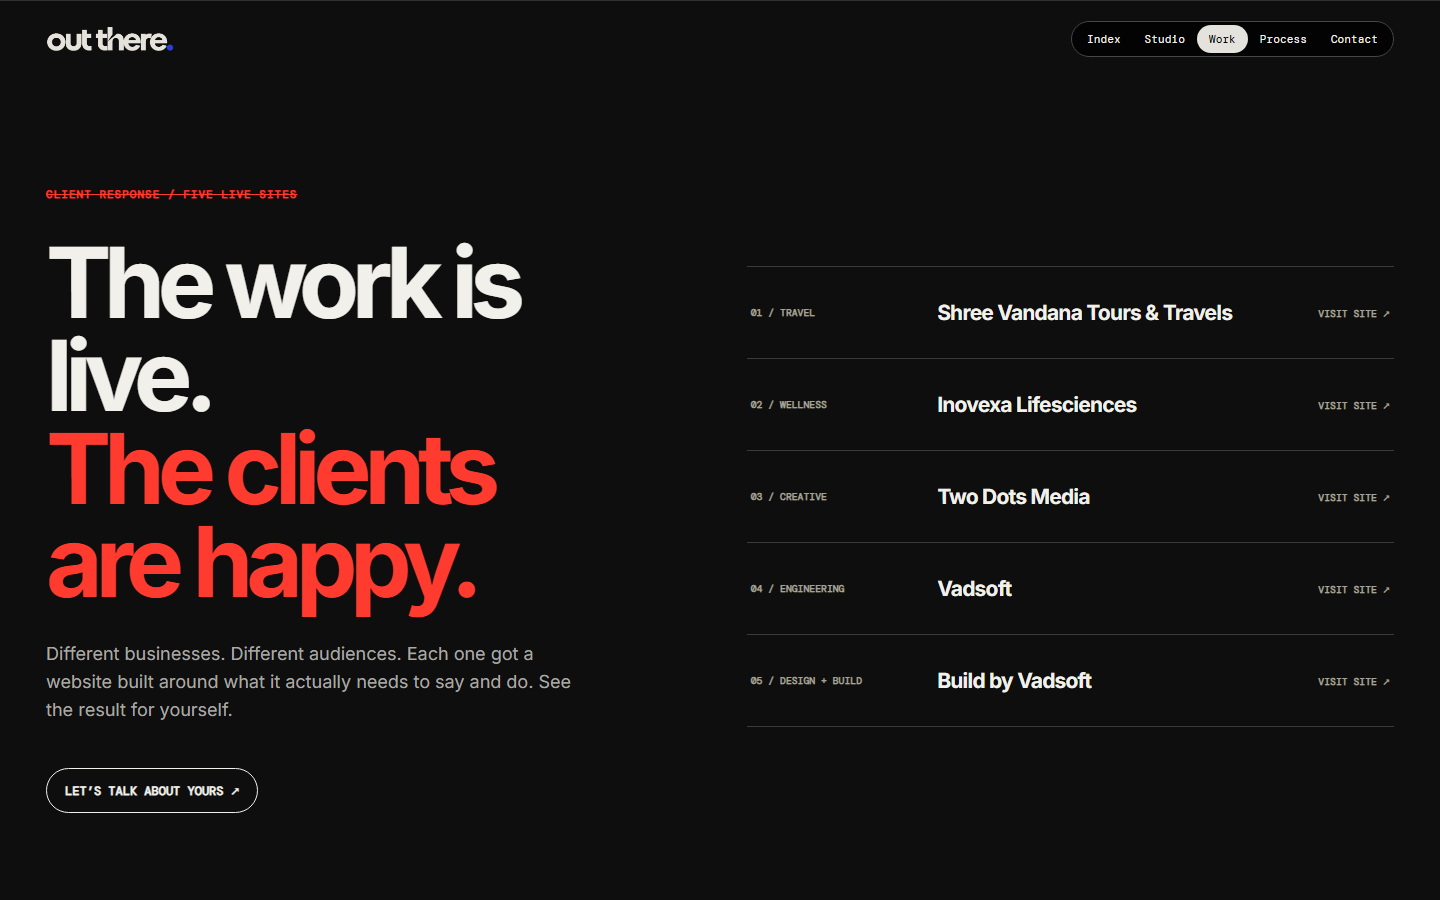 out there.
Index Studio Work Process Contact
CLIENT RESPONSE / FIVE LIVE SITES
The work is
live.
The clients
are happy.
Different businesses. Different audiences. Each one got a
website built around what it actually needs to say and do. See
the result for yourself.
LET’S TALK ABOUT YOURS ↗
01 / TRAVEL Shree Vandana Tours & Travels VISIT SITE ↗
02 / WELLNESS Inovexa Lifesciences VISIT SITE ↗
03 / CREATIVE Two Dots Media VISIT SITE ↗
04 / ENGINEERING Vadsoft VISIT SITE ↗
05 / DESIGN + BUILD Build by Vadsoft VISIT SITE ↗